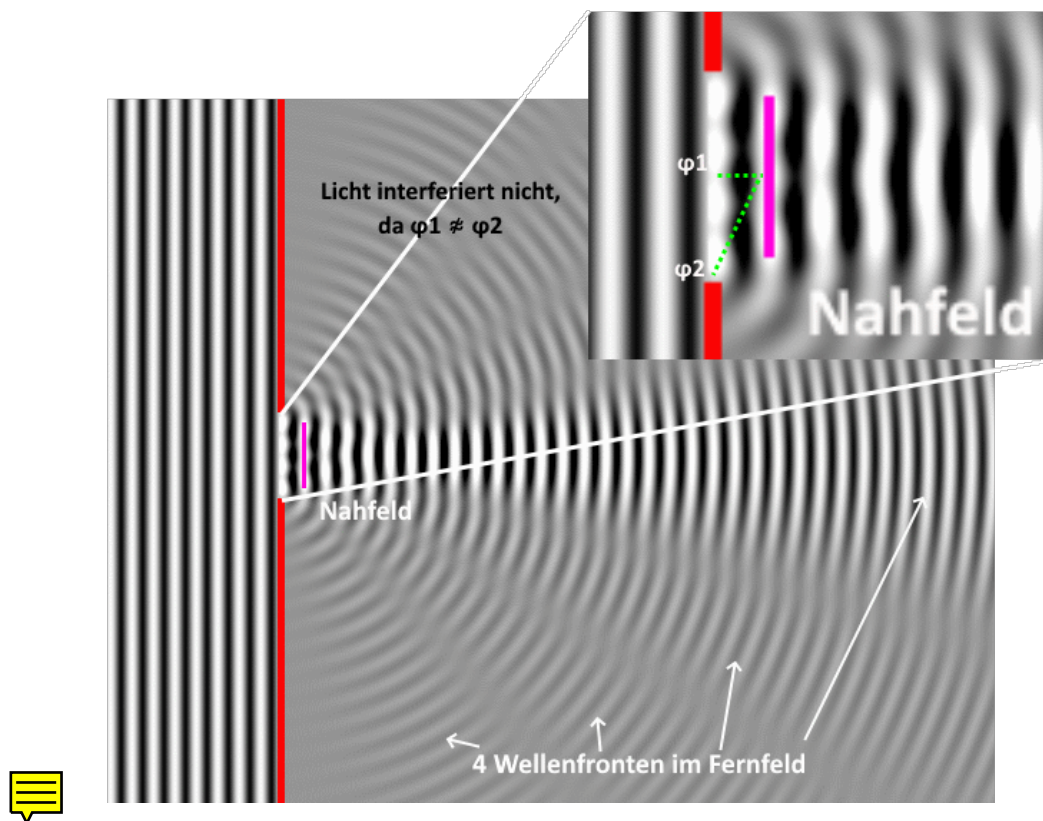 φ1
φ2
Nahfeld
Licht interferiert nicht,
da φ1 ≉ φ2
Nahfeld
4 Wellenfronten im Fernfeld